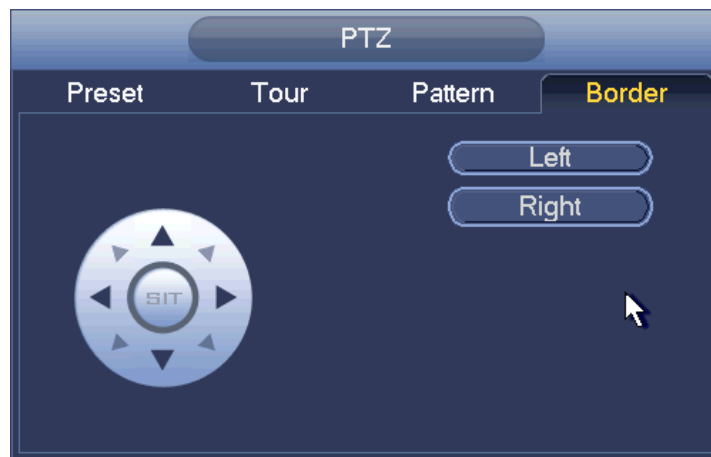 PTZ
Preset Tour Pattern Border
Left
Right
SIT